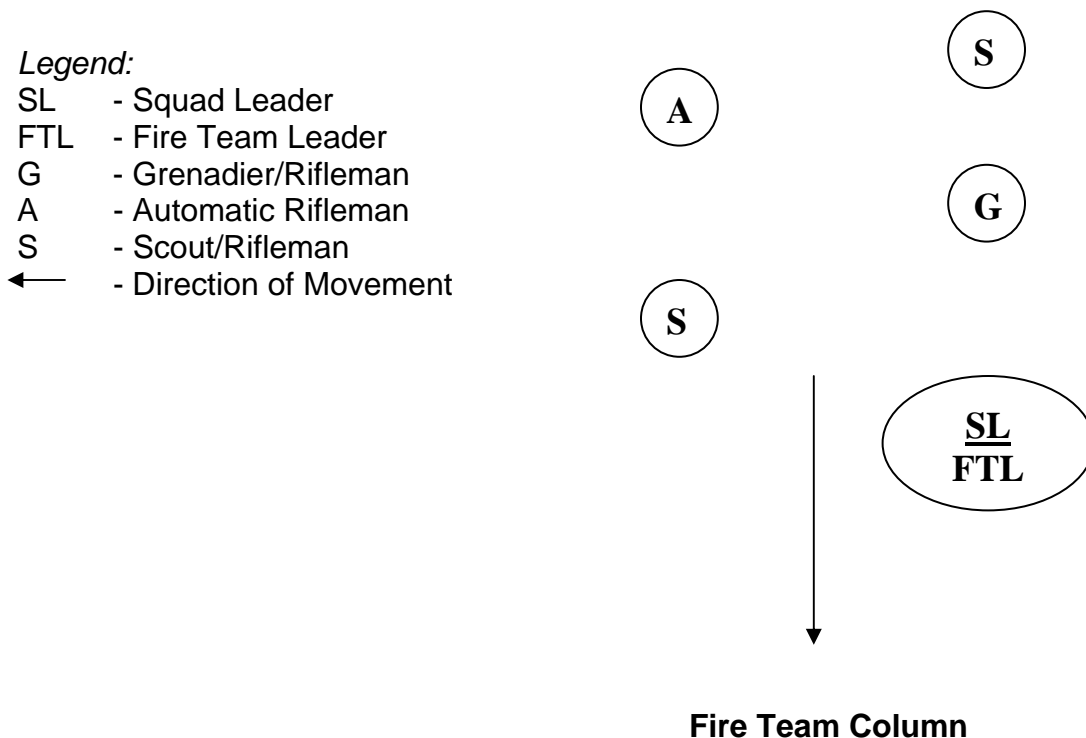 Legend:
SL - Squad Leader
FTL - Fire Team Leader
G - Grenadier/Rifleman
A - Automatic Rifleman
S - Scout/Rifleman
- Direction of Movement
S
A
G
S
SL
FTL
Fire Team Column